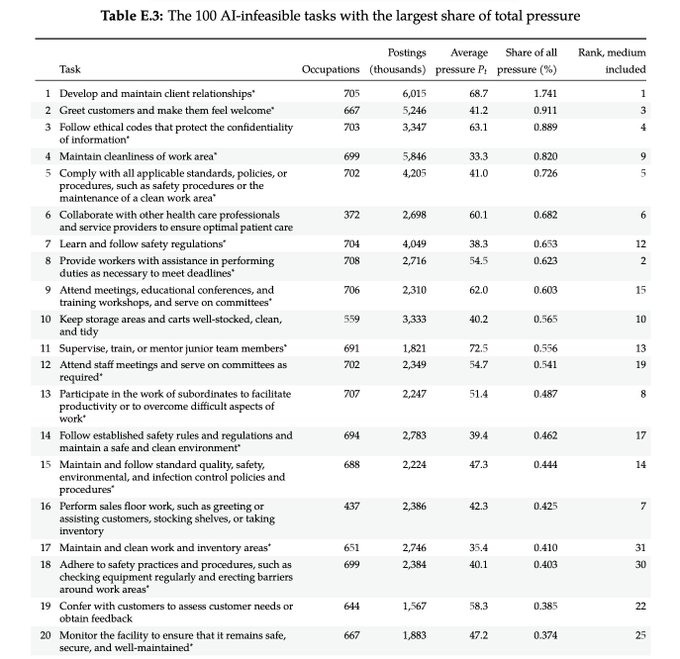 Table E.3: The 100 AI-infeasible tasks with the largest share of total pressure
Postings Average Share of all Rank, medium
Task Occupations (thousands) pressure Pt pressure (%) included
1 Develop and maintain client relationships* 705 6,015 68.7 1.741 1
2 Greet customers and make them feel welcome* 667 5,246 41.2 0.911 3
3 Follow ethical codes that protect the confidentiality 703 3,347 63.1 0.889 4
of information*
4 Maintain cleanliness of work area* 699 5,846 33.3 0.820 9
5 Comply with all applicable standards, policies, or 702 4,205 41.0 0.726 5
procedures, such as safety procedures or the
maintenance of a clean work area*
6 Collaborate with other health care professionals 372 2,698 60.1 0.682 6
and service providers to ensure optimal patient care
7 Learn and follow safety regulations* 704 4,049 38.3 0.653 12
8 Provide workers with assistance in performing 708 2,716 54.5 0.623 2
duties as necessary to meet deadlines*
9 Attend meetings, educational conferences, and 706 2,310 62.0 0.603 15
training workshops, and serve on committees*
10 Keep storage areas and carts well-stocked, clean, 559 3,333 40.2 0.565 10
and tidy
11 Supervise, train, or mentor junior team members* 691 1,821 72.5 0.556 13
12 Attend staff meetings and serve on committees as 702 2,349 54.7 0.541 19
required*
13 Participate in the work of subordinates to facilitate 707 2,247 51.4 0.487 8
productivity or to overcome difficult aspects of
work*
14 Follow established safety rules and regulations and 694 2,783 39.4 0.462 17
maintain a safe and clean environment*
15 Maintain and follow standard quality, safety, 688 2,224 47.3 0.444 14
environmental, and infection control policies and
procedures*
16 Perform sales floor work, such as greeting or 437 2,386 42.3 0.425 7
assisting customers, stocking shelves, or taking
inventory
17 Maintain and clean work and inventory areas* 651 2,746 35.4 0.410 31
18 Adhere to safety practices and procedures, such as 699 2,384 40.1 0.403 30
checking equipment regularly and erecting barriers
around work areas*
19 Confer with customers to assess customer needs or 644 1,567 58.3 0.385 22
obtain feedback
20 Monitor the facility to ensure that it remains safe, 667 1,883 47.2 0.374 25
secure, and well-maintained*